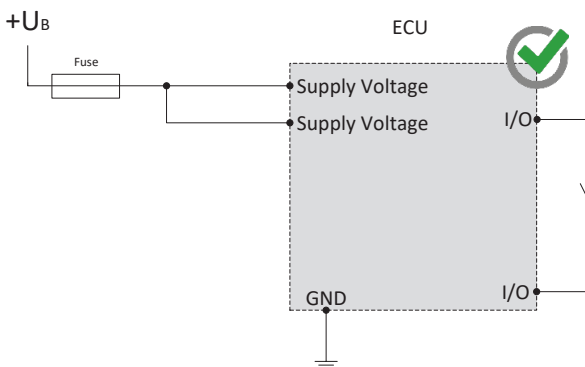 +UB
ECU
Fuse
Supply Voltage
Supply Voltage
I/O
I/O
GND